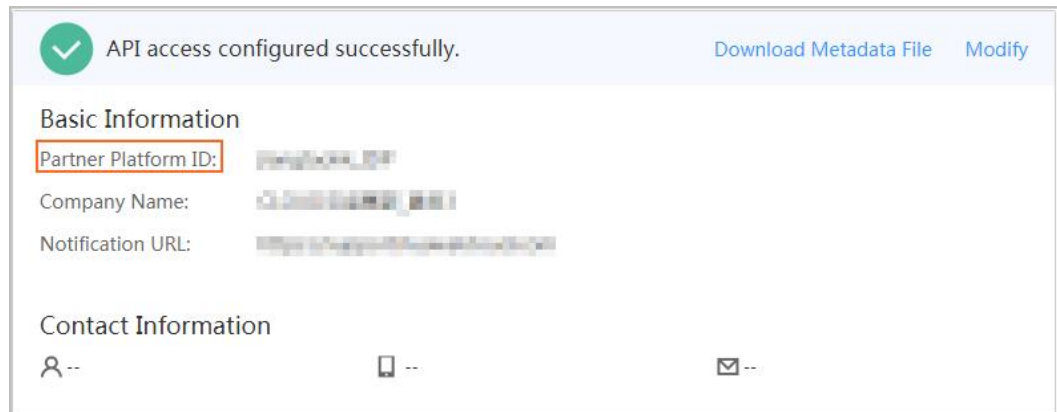 API access configured successfully. Download Metadata File Modify
Basic Information
Partner Platform ID:
Company Name:
Notification URL:
Contact Information
-- -- --